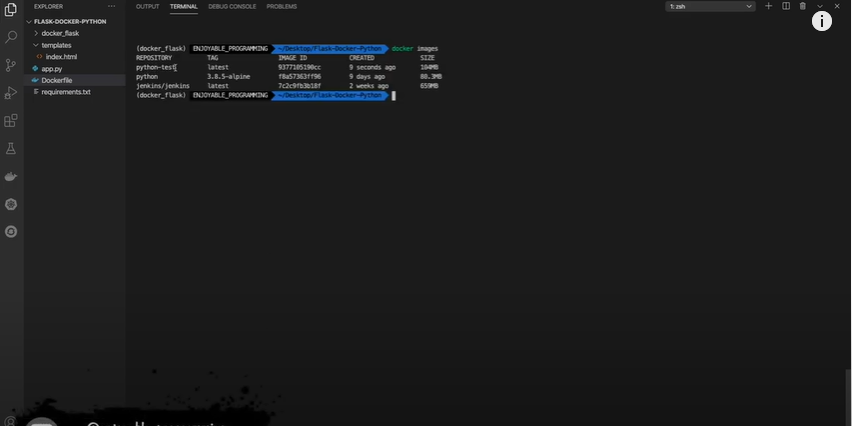 EXPLORER ...
OUTPUT TERMINAL DEBUG CONSOLE PROBLEMS
1: zsh
FLASK-DOCKER-PYTHON
docker_flask
templates
index.html
app.py
Dockerfile
requirements.txt
(docker_flask) ENJOYABLE_PROGRAMMING ~/Desktop/Flask-Docker-Python docker images
REPOSITORY TAG IMAGE ID CREATED SIZE
python-test latest 9377185190cc 9 seconds ago 104MB
python 3.8.5-alpine f8a57363ff96 9 days ago 80.3MB
jenkins/jenkins latest 7c2c9fb3b18f 2 weeks ago 659MB
(docker_flask) ENJOYABLE_PROGRAMMING ~/Desktop/Flask-Docker-Python